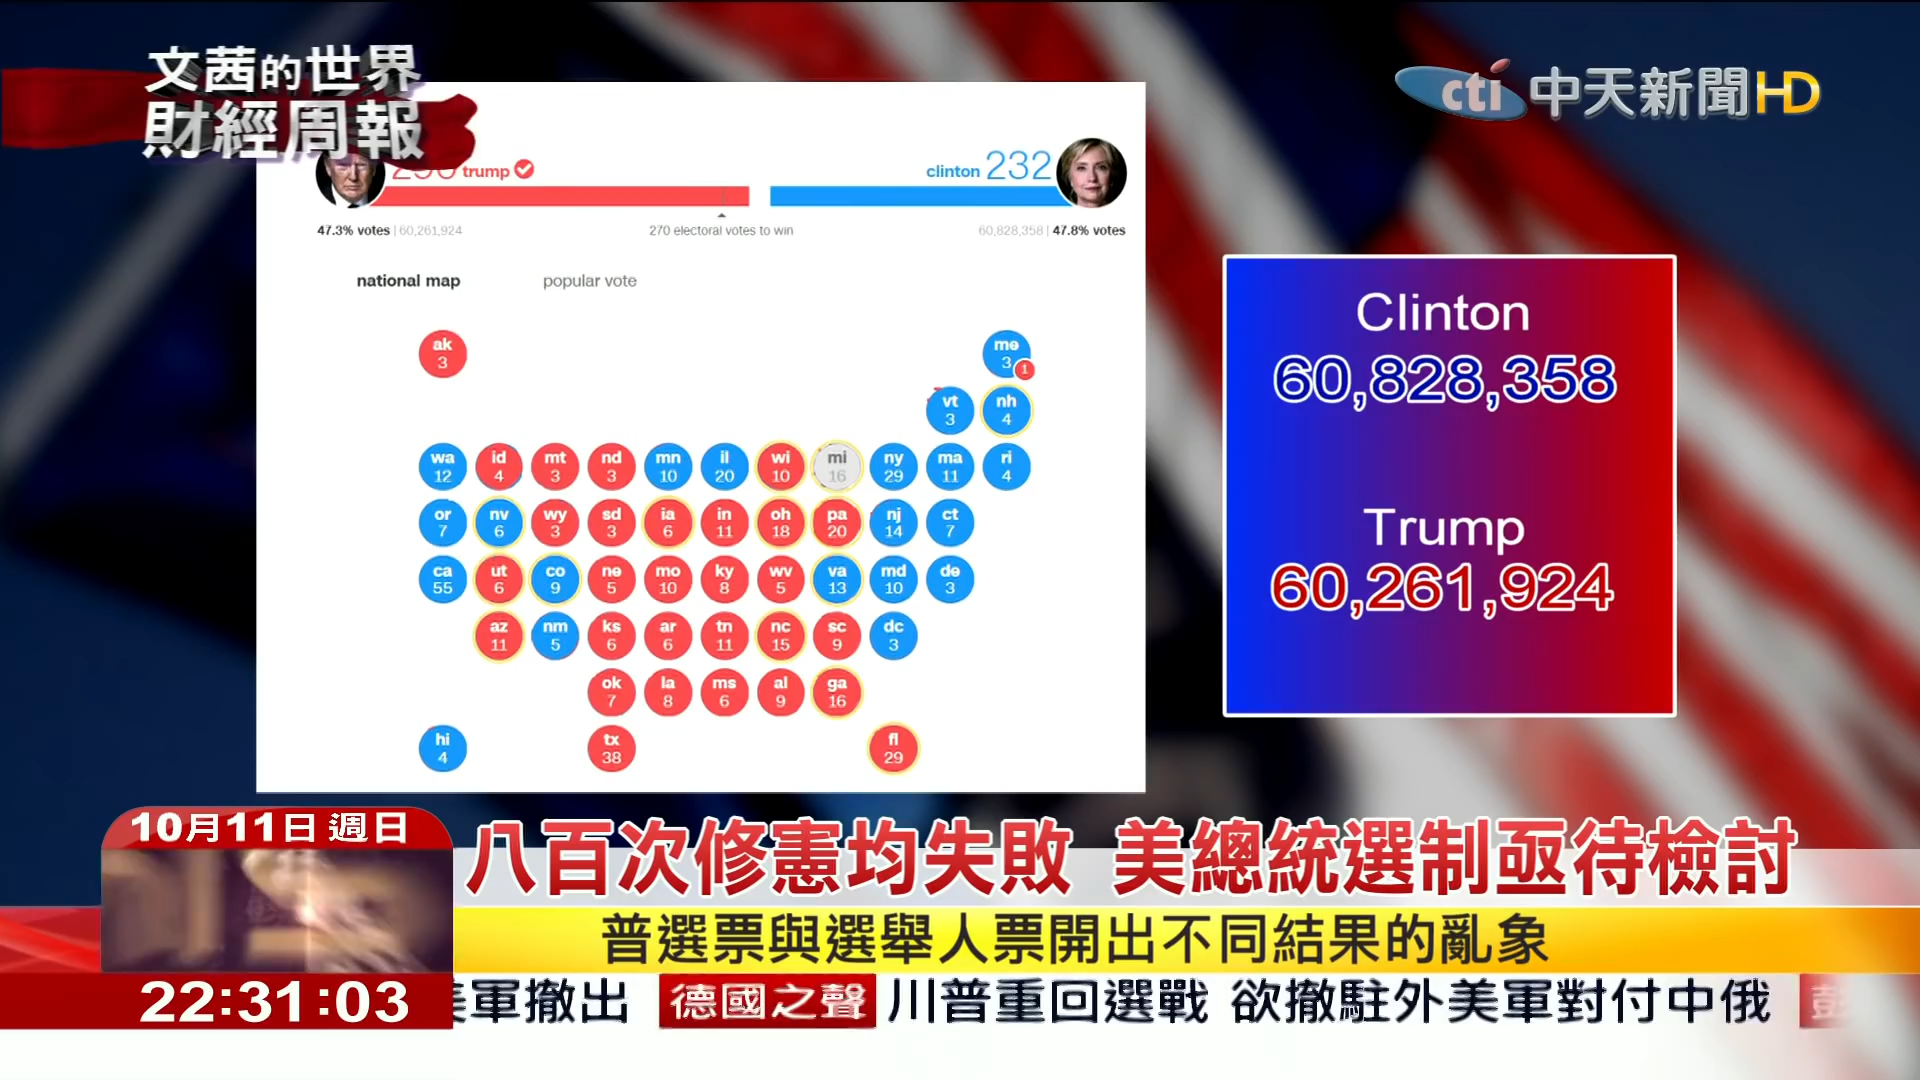 文茜的世界
財經周報
cti 中天新聞HD
trump
clinton 232
47.3% votes | 60,261,924
270 electoral votes to win
60,828,358 | 47.8% votes
national map
popular vote
ak 3
me 3 1
vt 3
nh 4
wa 12
id 4
mt 3
nd 3
mn 10
il 20
wi 10
mi 16
ny 29
ma 11
ri 4
or 7
nv 6
wy 3
sd 3
ia 6
in 11
oh 18
pa 20
nj 14
ct 7
ca 55
ut 6
co 9
ne 5
mo 10
ky 8
wv 5
va 13
md 10
de 3
az 11
nm 5
ks 6
ar 6
tn 11
nc 15
sc 9
dc 3
ok 7
la 8
ms 6
al 9
ga 16
hi 4
tx 38
fl 29
Clinton
60,828,358
Trump
60,261,924
10月11日 週日
八百次修憲均失敗 美總統選制亟待檢討
普選票與選舉人票開出不同結果的亂象
22:31:03
軍撤出 德國之聲 川普重回選戰 欲撤駐外美軍對付中俄